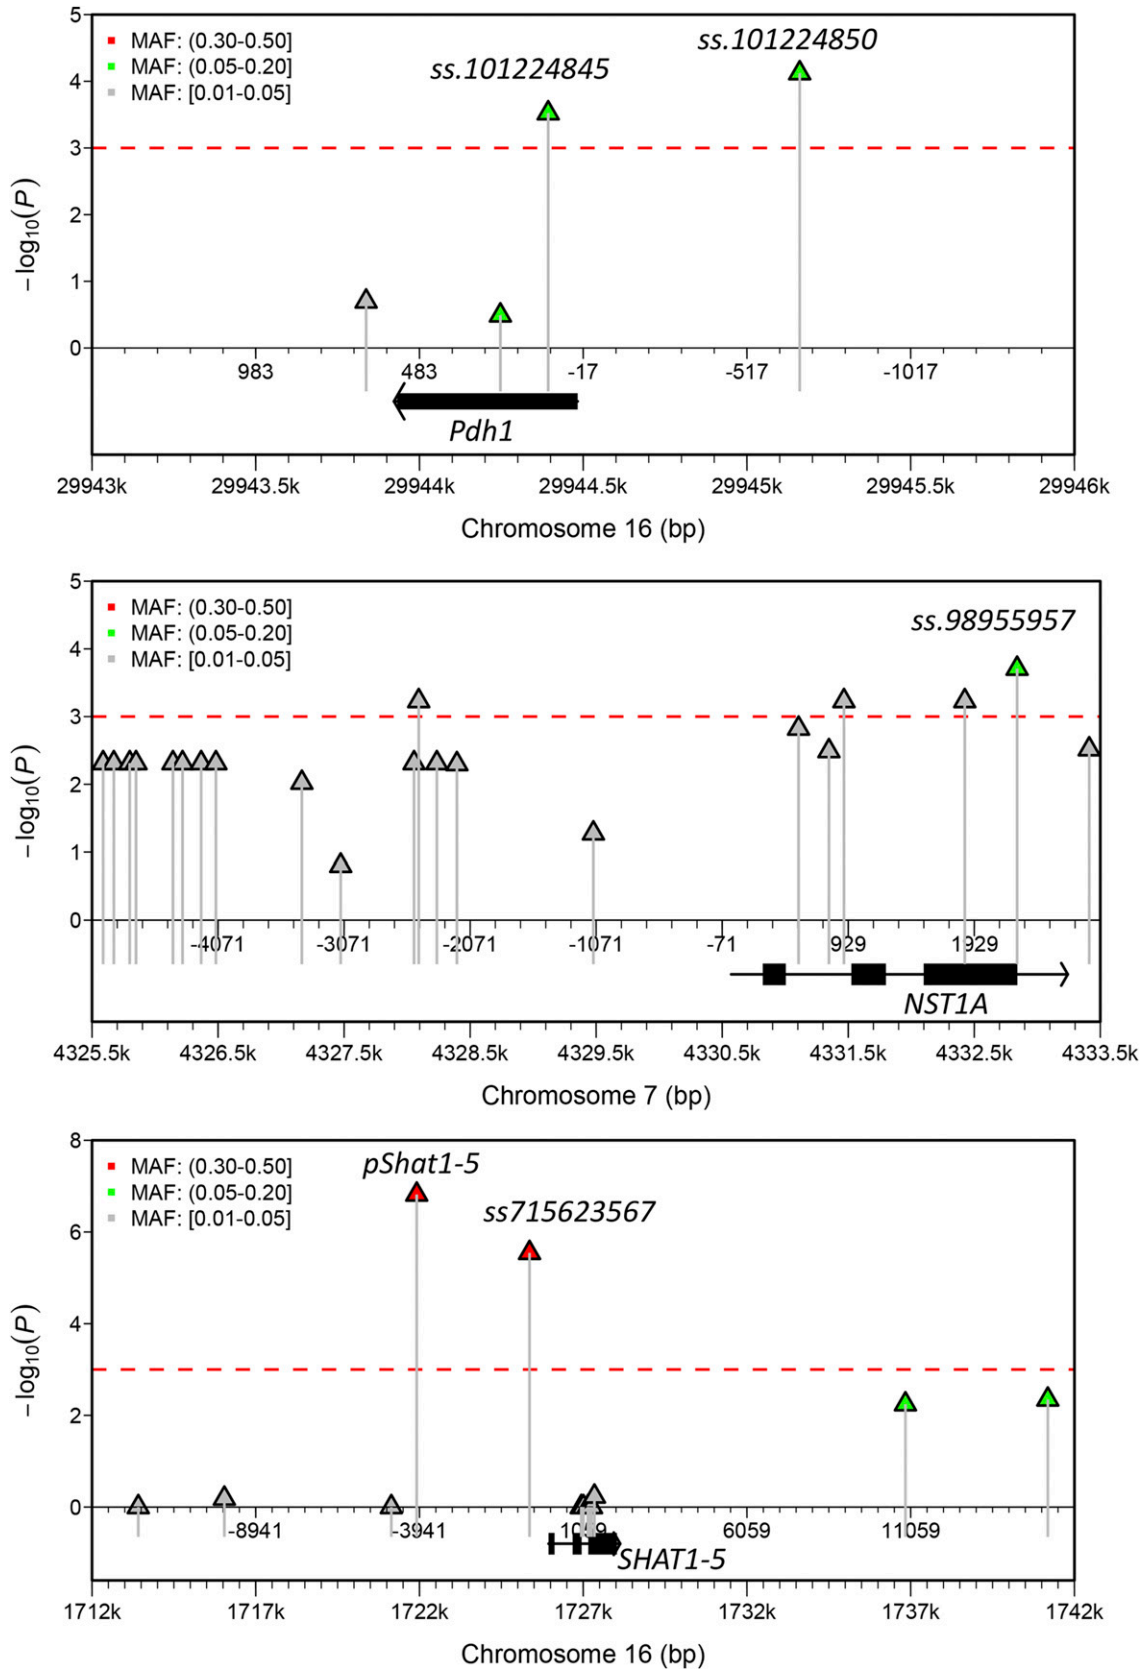 5
MAF: (0.30-0.50]
MAF: (0.05-0.20]
MAF: [0.01-0.05]
ss.101224845
ss.101224850
4
3
2
1
0
−log10(P)
983
483
-17
-517
-1017
Pdh1
29943k
29943.5k
29944k
29944.5k
29945k
29945.5k
29946k
Chromosome 16 (bp)
5
MAF: (0.30-0.50]
MAF: (0.05-0.20]
MAF: [0.01-0.05]
ss.98955957
4
3
2
1
0
−log10(P)
-4071
-3071
-2071
-1071
-71
929
1929
NST1A
4325.5k
4326.5k
4327.5k
4328.5k
4329.5k
4330.5k
4331.5k
4332.5k
4333.5k
Chromosome 7 (bp)
8
MAF: (0.30-0.50]
MAF: (0.05-0.20]
MAF: [0.01-0.05]
pShat1-5
ss715623567
6
4
2
0
−log10(P)
-8941
-3941
1059
6059
11059
SHAT1-5
1712k
1717k
1722k
1727k
1732k
1737k
1742k
Chromosome 16 (bp)